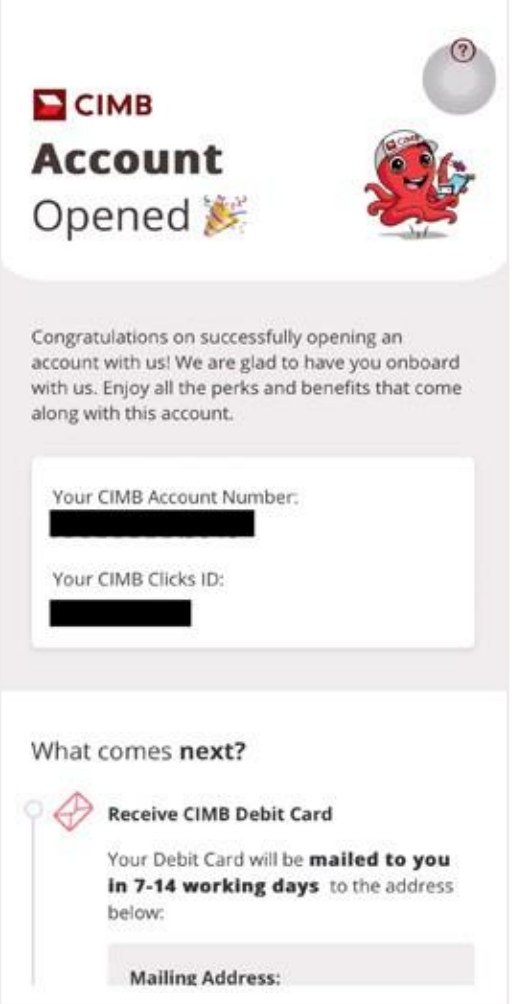 ?
CIMB
Account
Opened
Congratulations on successfully opening an
account with us! We are glad to have you onboard
with us. Enjoy all the perks and benefits that come
along with this account.
Your CIMB Account Number:
Your CIMB Clicks ID:
What comes next?
Receive CIMB Debit Card
Your Debit Card will be mailed to you
in 7-14 working days to the address
below:
Mailing Address: